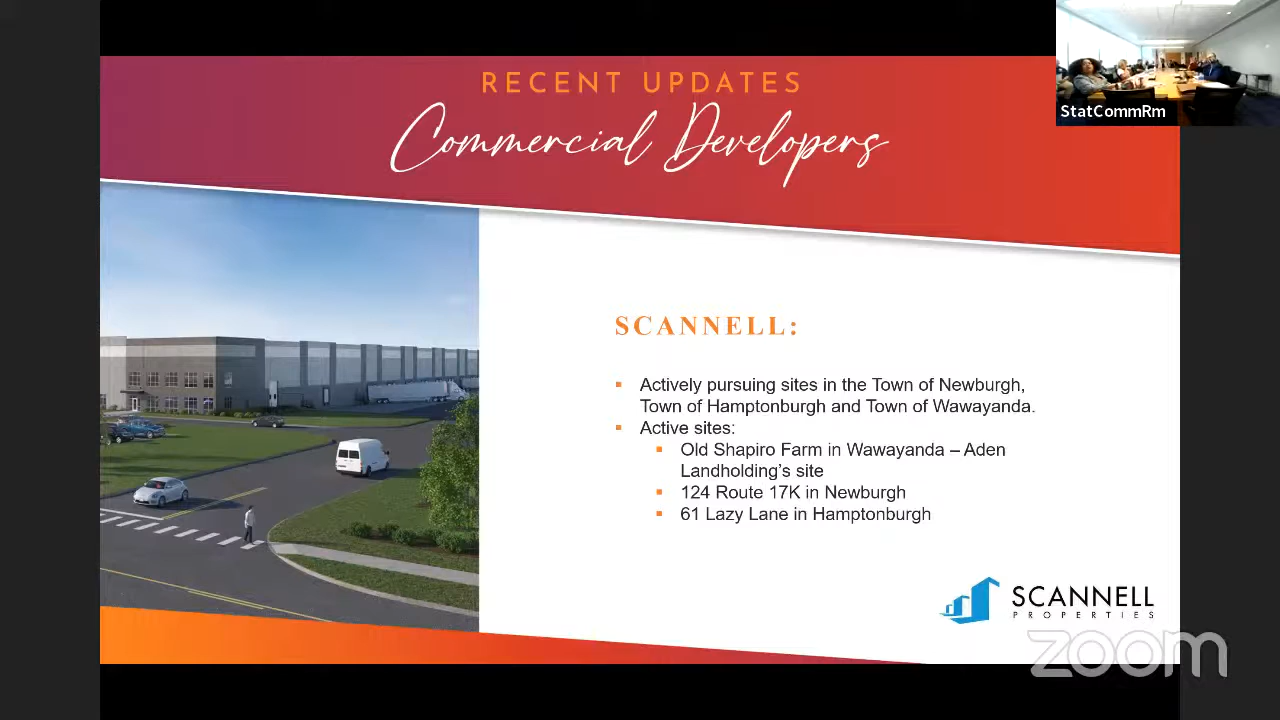 RECENT UPDATES
Commercial Developers
StatCommRm
SCANNELL:
▪ Actively pursuing sites in the Town of Newburgh,
Town of Hamptonburgh and Town of Wawayanda.
▪ Active sites:
▪ Old Shapiro Farm in Wawayanda – Aden
Landholding's site
▪ 124 Route 17K in Newburgh
▪ 61 Lazy Lane in Hamptonburgh
SCANNELL
PROPERTIES
zoom